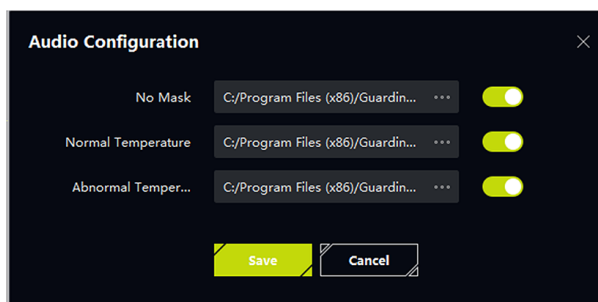 Audio Configuration
No Mask C:/Program Files (x86)/Guardin... ...
Normal Temperature C:/Program Files (x86)/Guardin... ...
Abnormal Temper... C:/Program Files (x86)/Guardin... ...
Save Cancel